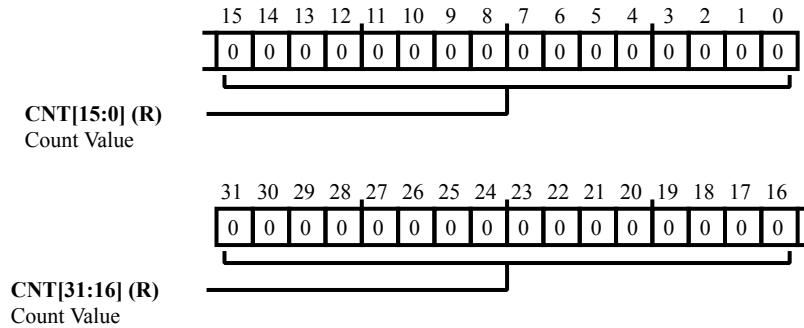 15 14 13 12 11 10 9 8 7 6 5 4 3 2 1 0
0 0 0 0 0 0 0 0 0 0 0 0 0 0 0 0
CNT[15:0] (R)
Count Value
31 30 29 28 27 26 25 24 23 22 21 20 19 18 17 16
0 0 0 0 0 0 0 0 0 0 0 0 0 0 0 0
CNT[31:16] (R)
Count Value